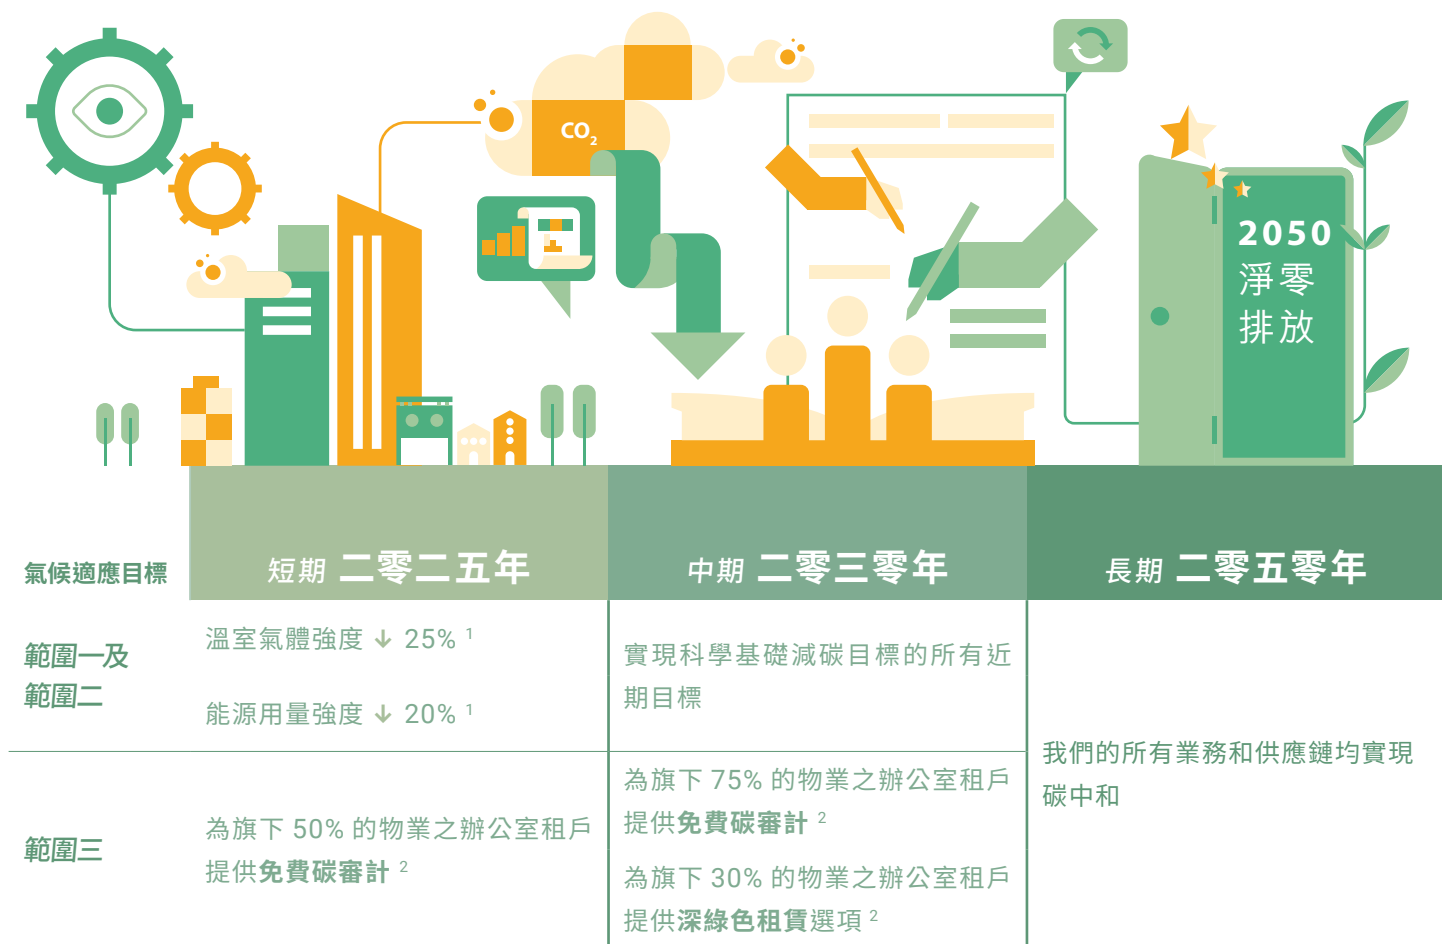 CO2
2050
淨零
排放
氣候適應目標
短期 二零二五年
中期 二零三零年
長期 二零五零年
範圍一及
範圍二
溫室氣體強度 ↓ 25% 1
能源用量強度 ↓ 20% 1
實現科學基礎減碳目標的所有近
期目標
我們的所有業務和供應鏈均實現
碳中和
範圍三
為旗下 50% 的物業之辦公室租戶
提供免費碳審計 2
為旗下 75% 的物業之辦公室租戶
提供免費碳審計 2
為旗下 30% 的物業之辦公室租戶
提供深綠色租賃選項 2